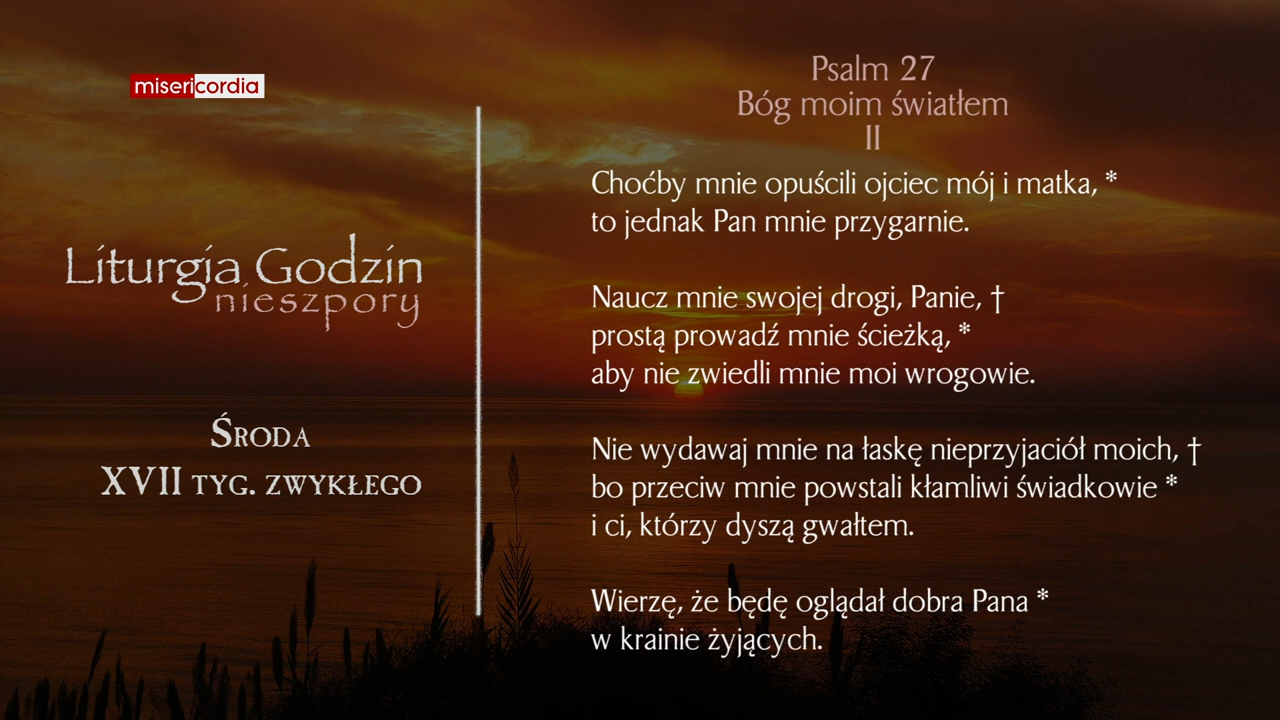 misericordia
Liturgia Godzin
nieszpory
Środa
XVII tyg. zwykłego
Psalm 27
Bóg moim światłem
II
Choćby mnie opuścili ojciec mój i matka, *
to jednak Pan mnie przygarnie.
Naucz mnie swojej drogi, Panie, †
prostą prowadź mnie ścieżką, *
aby nie zwiedli mnie moi wrogowie.
Nie wydawaj mnie na łaskę nieprzyjaciół moich, †
bo przeciw mnie powstali kłamliwi świadkowie *
i ci, którzy dyszą gwałtem.
Wierzę, że będę oglądał dobra Pana *
w krainie żyjących.